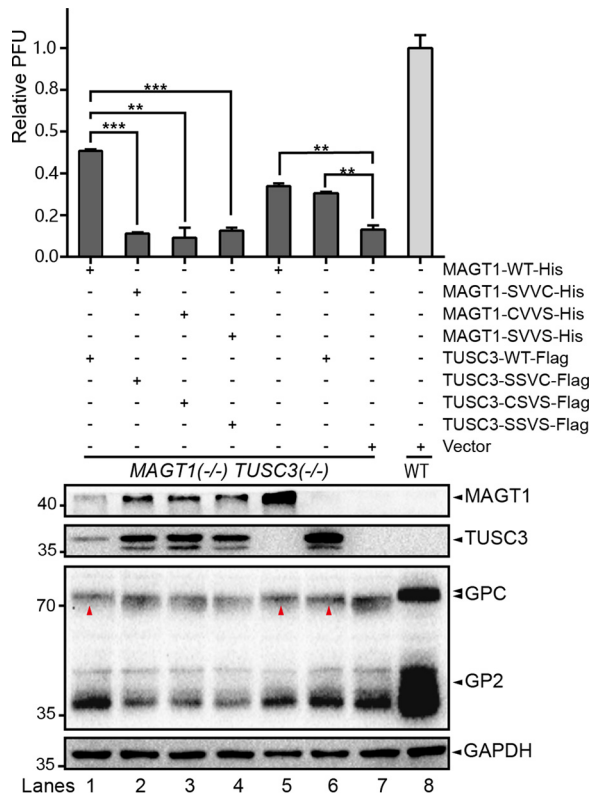 Relative PFU
1.0
0.8
0.5
0.4
0.2
0.0
***
**
***
**
**
+ - - - + - - - MAGT1-WT-His
- + - - - - - - MAGT1-SVVC-His
- - + - - - - - MAGT1-CVVS-His
- - - + - - - - MAGT1-SVVS-His
+ - - - - + - - TUSC3-WT-Flag
- + - - - - - - TUSC3-SSVC-Flag
- - + - - - - - TUSC3-CSVS-Flag
- - - + - - - - TUSC3-SSVS-Flag
- - - - - - + + Vector
MAGT1(-/-) TUSC3(-/-) WT
40 MAGT1
35 TUSC3
GPC
70
GP2
35
35 GAPDH
Lanes 1 2 3 4 5 6 7 8